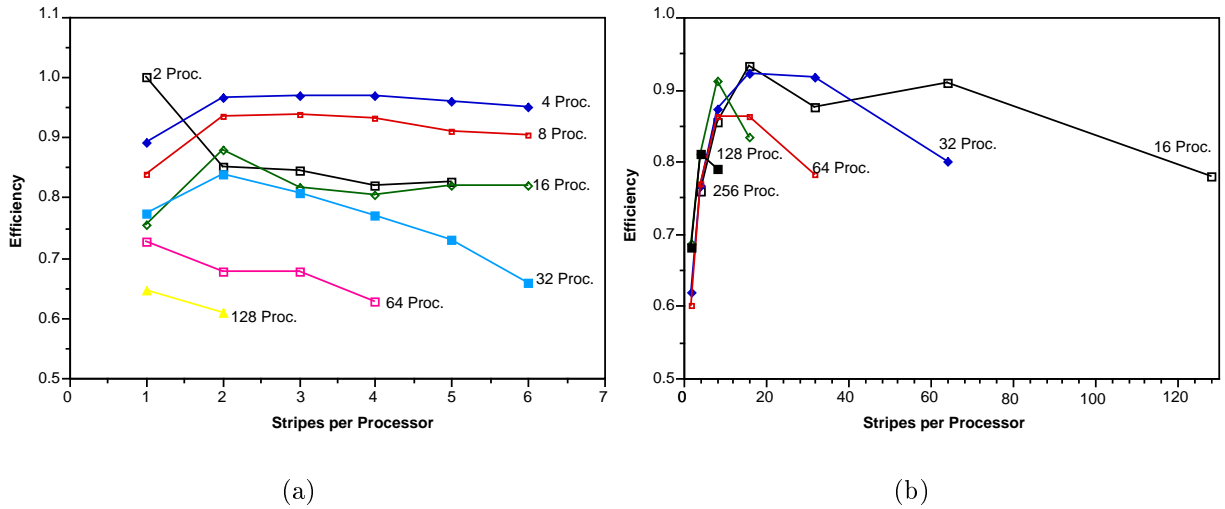 1.1
1.0
0.9
0.8
0.7
0.6
0.5
Efficiency
2 Proc.
4 Proc.
8 Proc.
16 Proc.
32 Proc.
64 Proc.
128 Proc.
0 1 2 3 4 5 6 7
Stripes per Processor
(a)
1.0
0.9
0.8
0.7
0.6
0.5
Efficiency
128 Proc.
32 Proc.
16 Proc.
64 Proc.
256 Proc.
0 20 40 60 80 100 120
Stripes per Processor
(b)